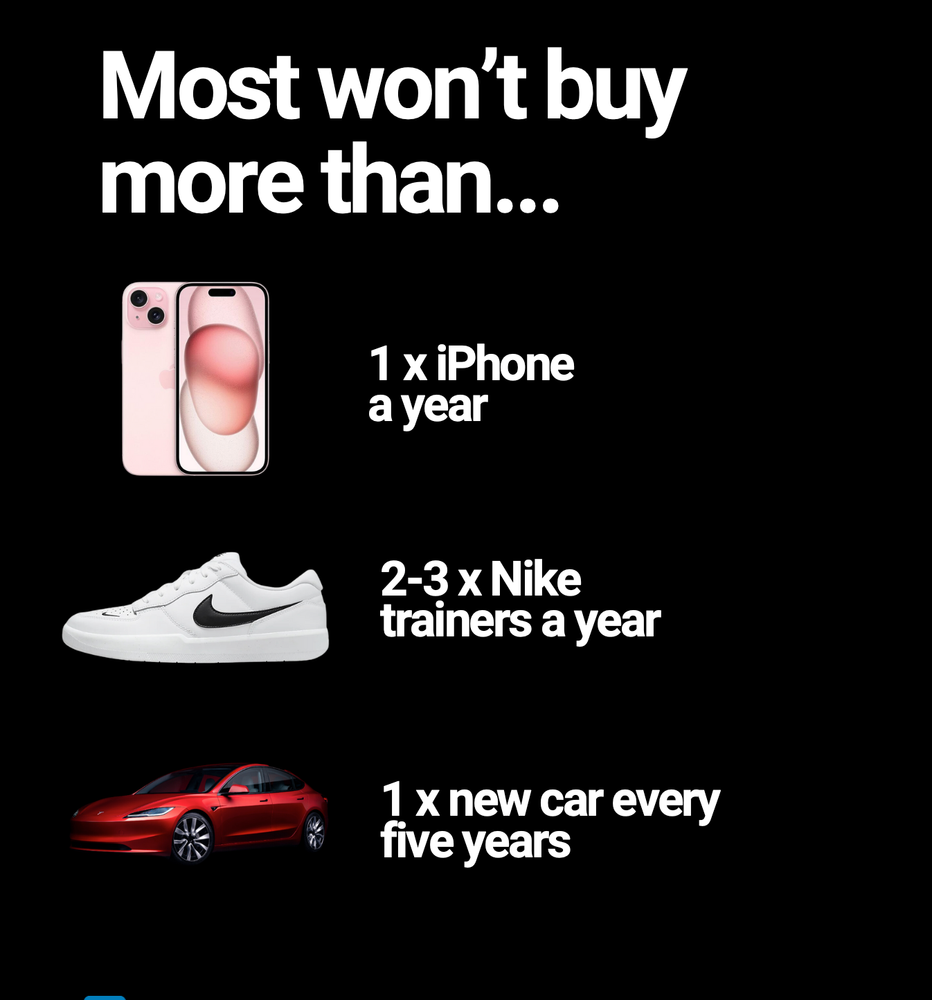 Most won’t buy
more than...
1 x iPhone
a year
2-3 x Nike
trainers a year
1 x new car every
five years